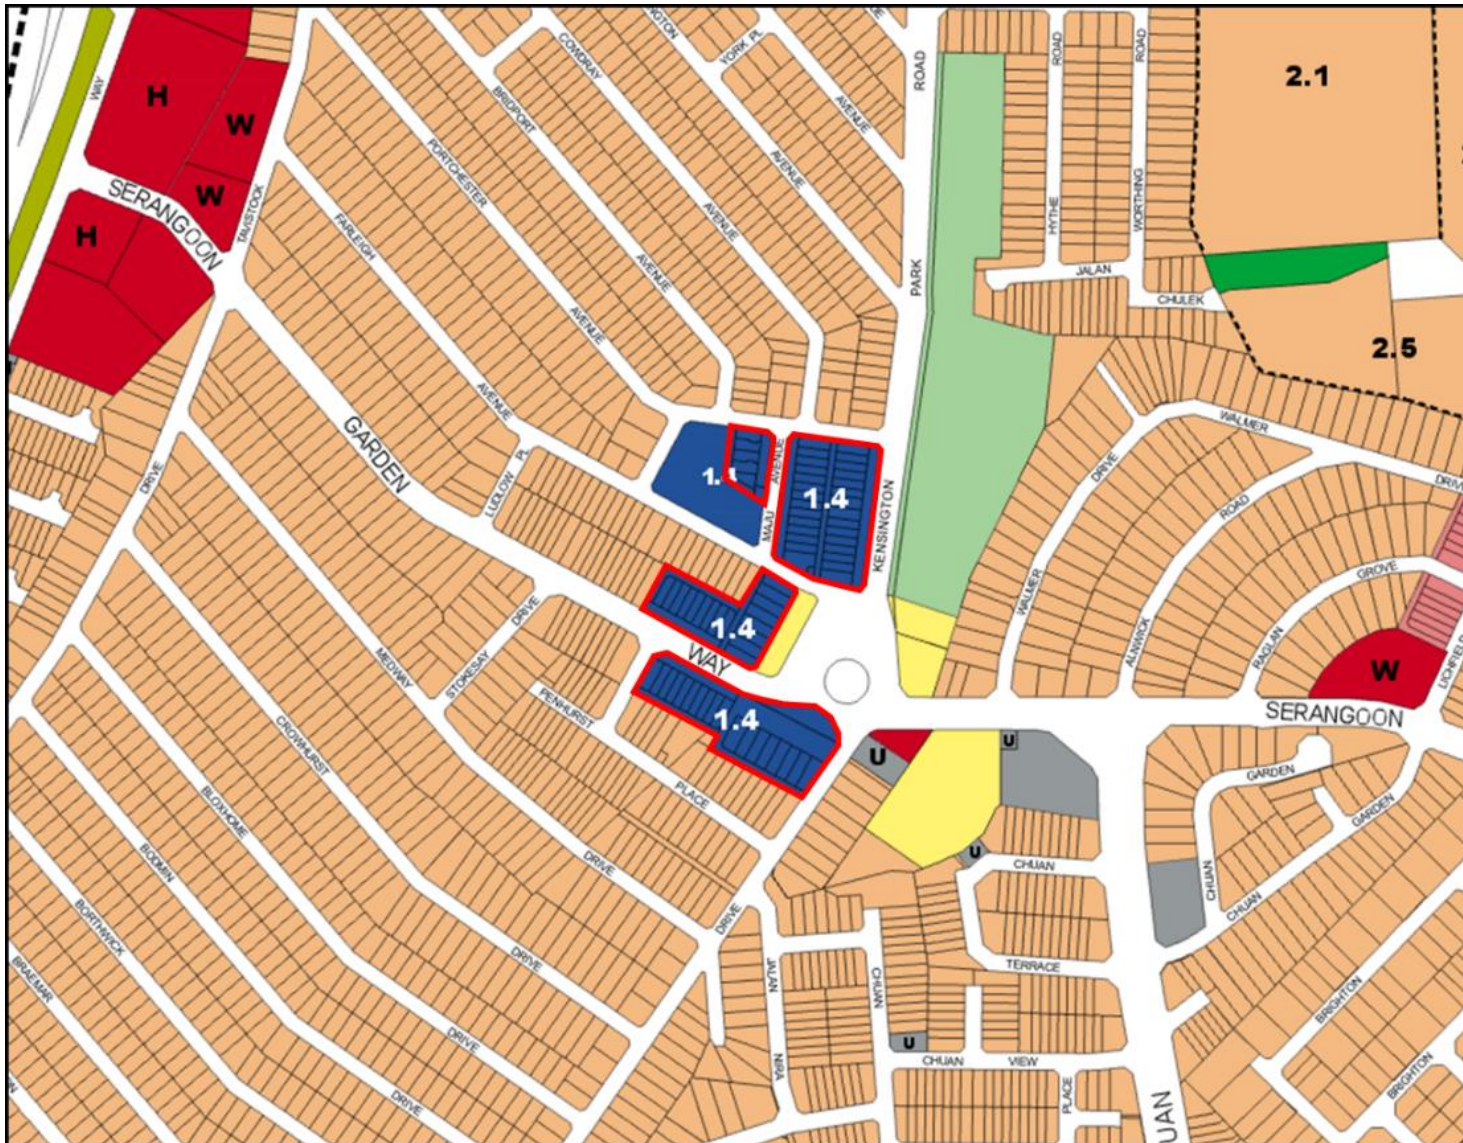 WAY
H
W
W
H
SERANGOON
TAVISTOCK
COWDRAY
YORK PL
BRIDPORT
AVENUE
ROAD
ROAD
ROAD
2.1
PORTCHESTER
AVENUE
AVENUE
FARLEIGH
AVENUE
AVENUE
PARK
HYTHE
WORTHING
JALAN
CHULEK
2.5
AVENUE
GARDEN
LUDLOW PL
DRIVE
1.4
AVENUE
MAJU
1.4
KENSINGTON
WALMER
DRIVE
DRIVE
ROAD
WALMER
ALNWICK
GROVE
RAGLAN
W
LICHFIELD
SERANGOON
1.4
WAY
1.4
STOKESAY DRIVE
MEDWAY
PENHURST
PLACE
CROWHURST
DRIVE
BLOXHOME
DRIVE
BODMIN
DRIVE
BORTHWICK
DRIVE
BRAEMAR
DRIVE
U
U
U
CHUAN
TERRACE
GARDEN
GARDEN
CHUAN
CHUAN
JALAN
NIRA
CHUAN
U
CHUAN VIEW
PLACE
UAN
BRIGHTON
BRIGHTON